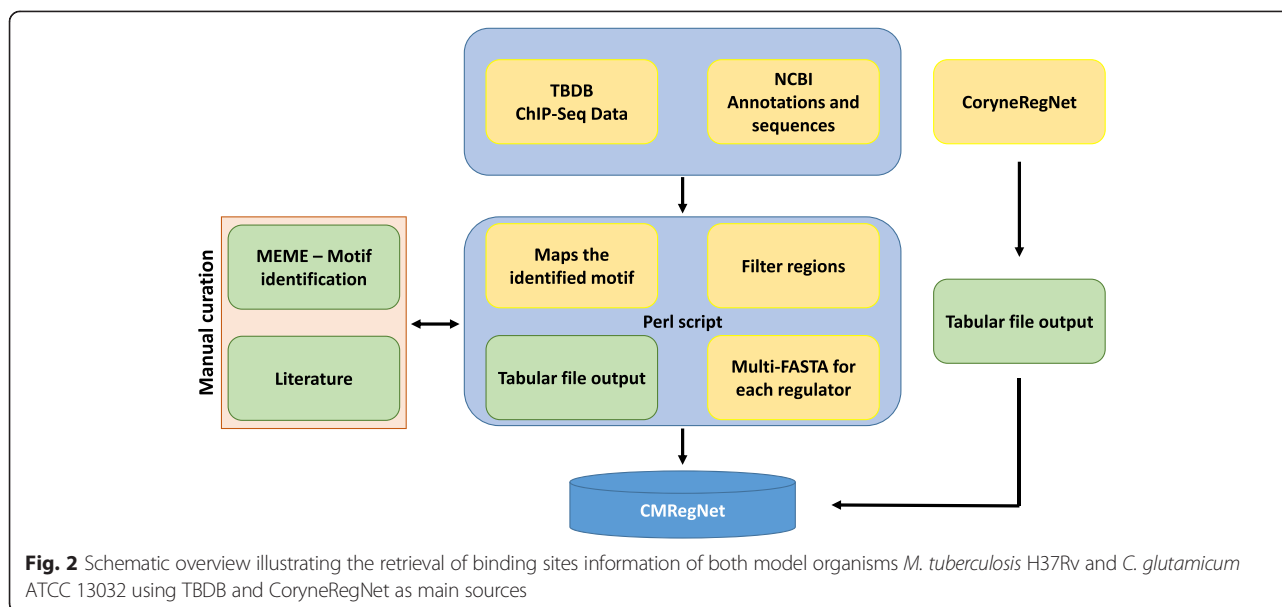 TBDB
ChIP-Seq Data
NCBI
Annotations and
sequences
CoryneRegNet
Manual curation
MEME – Motif
identification
Literature
Maps the
identified motif
Filter regions
Perl script
Tabular file output
Multi-FASTA for
each regulator
Tabular file output
CMRegNet
Fig. 2 Schematic overview illustrating the retrieval of binding sites information of both model organisms M. tuberculosis H37Rv and C. glutamicum
ATCC 13032 using TBDB and CoryneRegNet as main sources